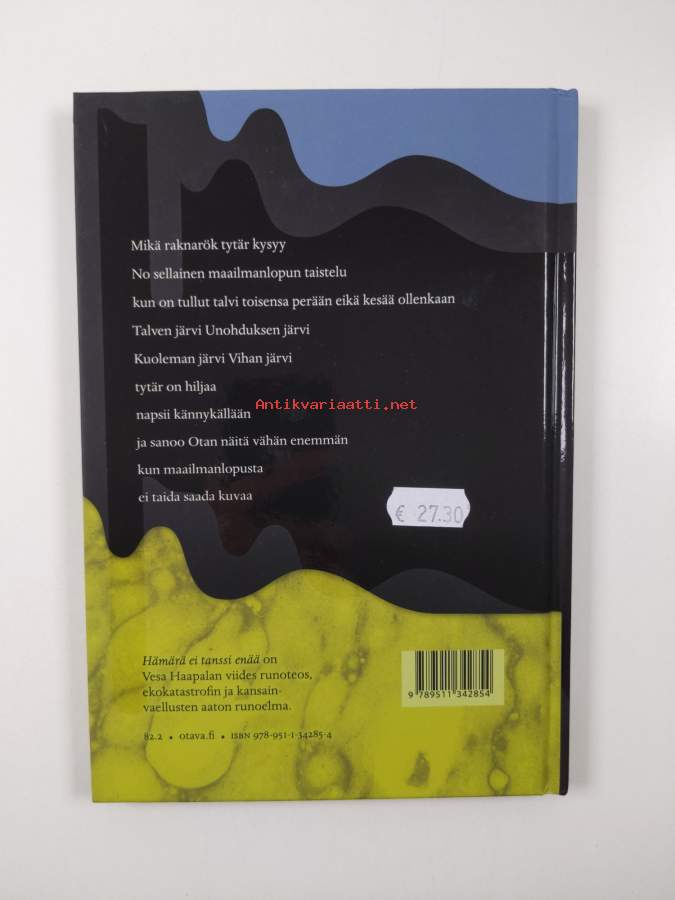 Mikä raknarök tytär kysyy
No sellainen maailmanlopun taistelu
kun on tullut talvi toisensa perään eikä kesää ollenkaan
Talven järvi Unohduksen järvi
Kuoleman järvi Vihan järvi
tytär on hiljaa
Antikvariaatti.net
napsii kännykällään
ja sanoo Otan näitä vähän enemmän
kun maailmanlopusta
ei taida saada kuvaa
€ 27.30
Hämärä ei tanssi enää on
Vesa Haapalan viides runoteos,
ekokatastrofin ja kansain-
vaellusten aaton runoelma.
82.2 • otava.fi • ISBN 978-951-1-34285-4
9 789511 342854